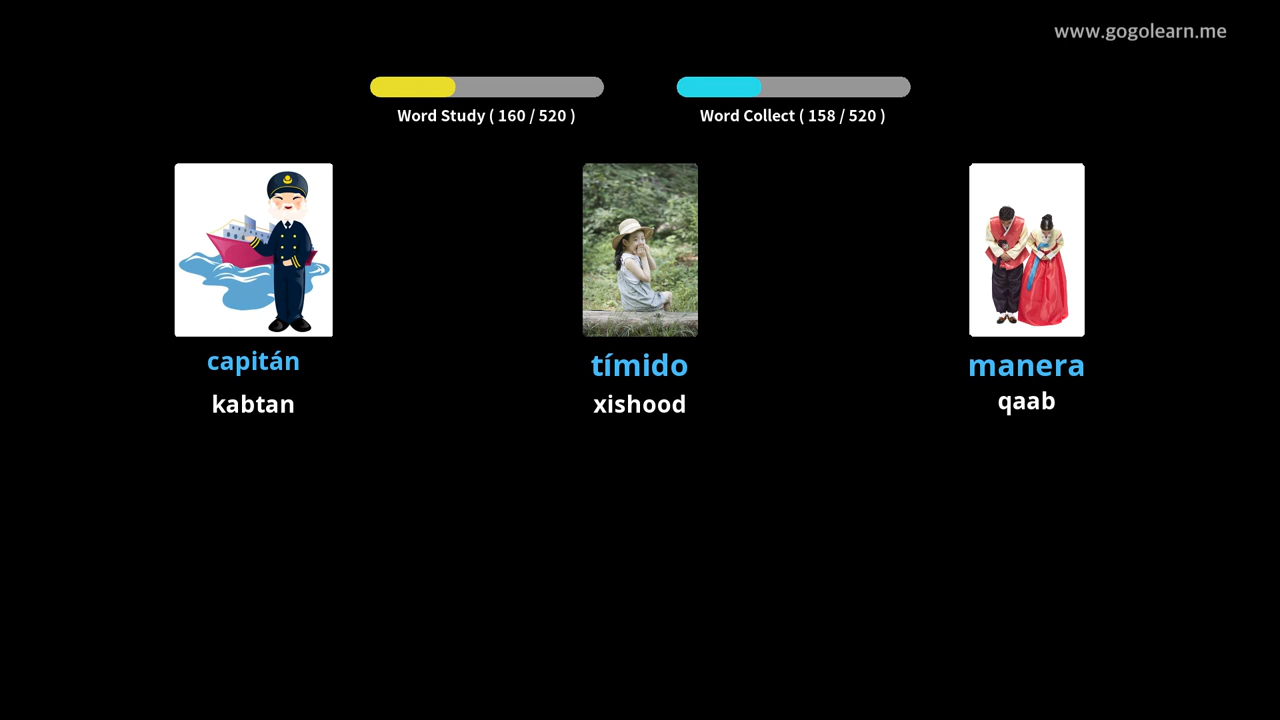 www.gogolearn.me
Word Study ( 160 / 520 )
Word Collect ( 158 / 520 )
capitán
kabtan
tímido
xishood
manera
qaab